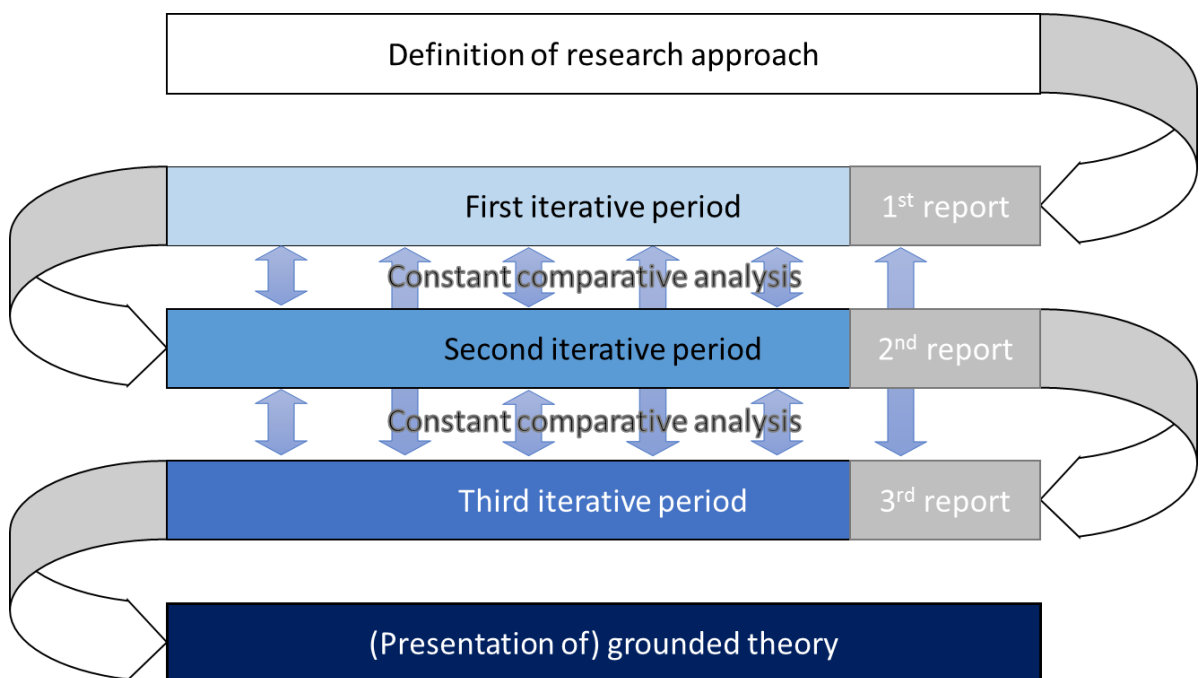 Definition of research approach
First iterative period 1st report
Constant comparative analysis
Second iterative period 2nd report
Constant comparative analysis
Third iterative period 3rd report
(Presentation of) grounded theory